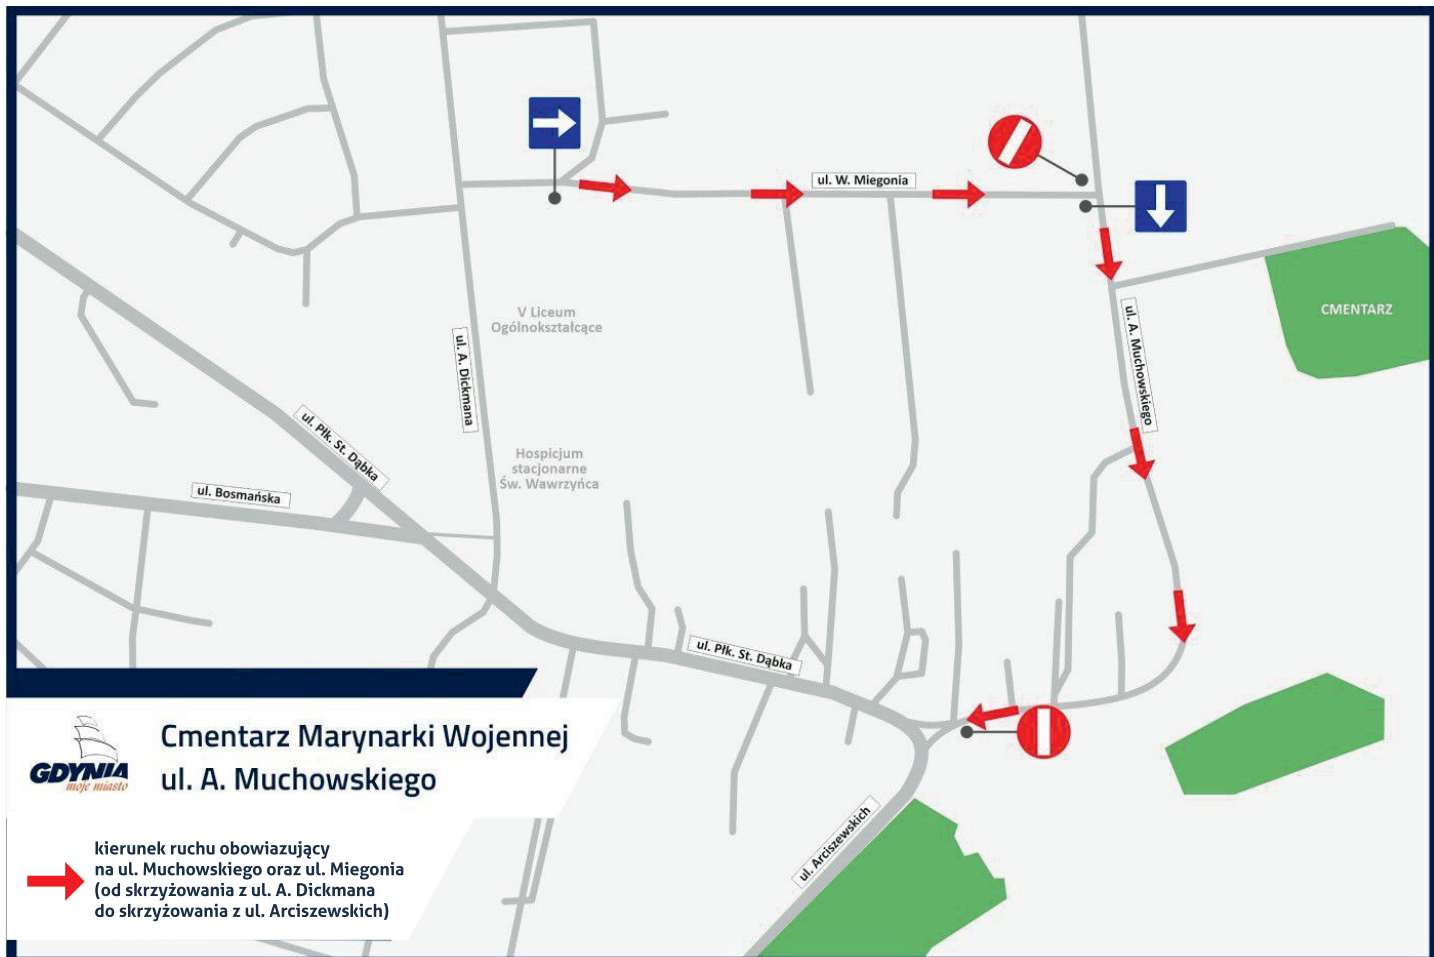 ul. W. Miegonia
V Liceum
Ogólnokształcące
CMENTARZ
ul. A. Dickmana
ul. A. Muchowskiego
ul. Płk. St. Dąbka
Hospicjum
stacjonarne
Św. Wawrzyńca
ul. Bosmańska
ul. Płk. St. Dąbka
ul. Arciszewskich
GDYNIA
moje miasto
Cmentarz Marynarki Wojennej
ul. A. Muchowskiego
kierunek ruchu obowiazujący
na ul. Muchowskiego oraz ul. Miegonia
(od skrzyżowania z ul. A. Dickmana
do skrzyżowania z ul. Arciszewskich)